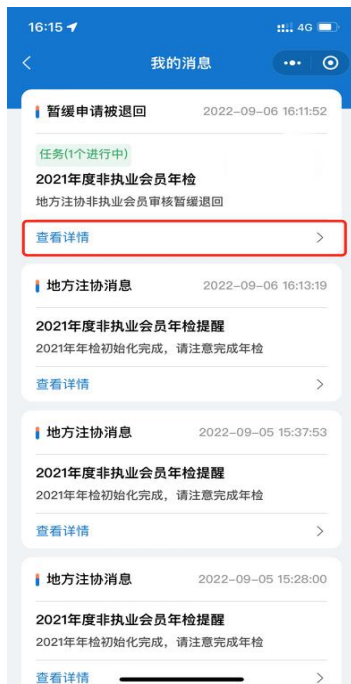 16:15 4G
我的消息
暂缓申请被退回 2022-09-06 16:11:52
任务(1个进行中)
2021年度非执业会员年检
地方注协非执业会员审核暂缓退回
查看详情
地方注协消息 2022-09-06 16:13:19
2021年度非执业会员年检提醒
2021年年检初始化完成，请注意完成年检
查看详情
地方注协消息 2022-09-05 15:37:53
2021年度非执业会员年检提醒
2021年年检初始化完成，请注意完成年检
查看详情
地方注协消息 2022-09-05 15:28:00
2021年度非执业会员年检提醒
2021年年检初始化完成，请注意完成年检
查看详情